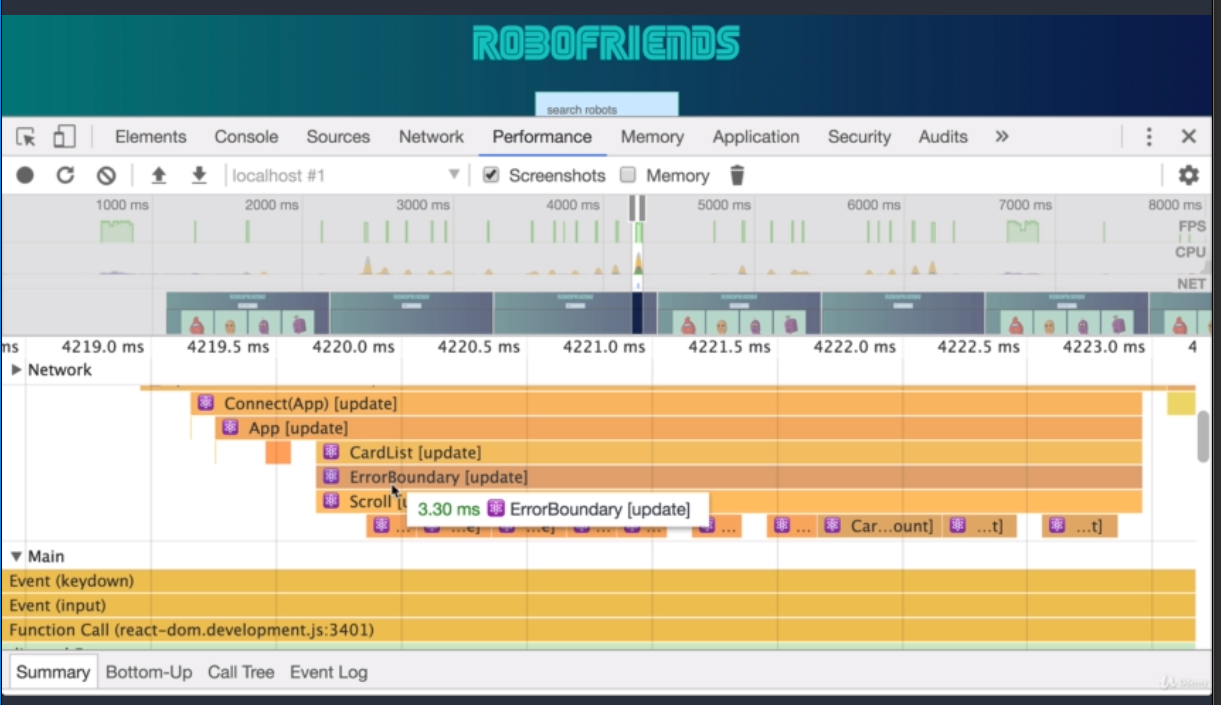 ROBOFRIENDS
search robots
Elements Console Sources Network Performance Memory Application Security Audits »
localhost #1 Screenshots Memory
1000 ms 2000 ms 3000 ms 4000 ms 5000 ms 6000 ms 7000 ms 8000 ms
FPS
CPU
NET
ms 4219.0 ms 4219.5 ms 4220.0 ms 4220.5 ms 4221.0 ms 4221.5 ms 4222.0 ms 4222.5 ms 4223.0 ms 4
Network
Connect(App) [update]
App [update]
CardList [update]
ErrorBoundary [update]
Scroll [u
3.30 ms ErrorBoundary [update]
... ...e] ...e] ... ... ... ... Car...ount] ...t] ...t]
Main
Event (keydown)
Event (input)
Function Call (react-dom.development.js:3401)
Summary Bottom-Up Call Tree Event Log